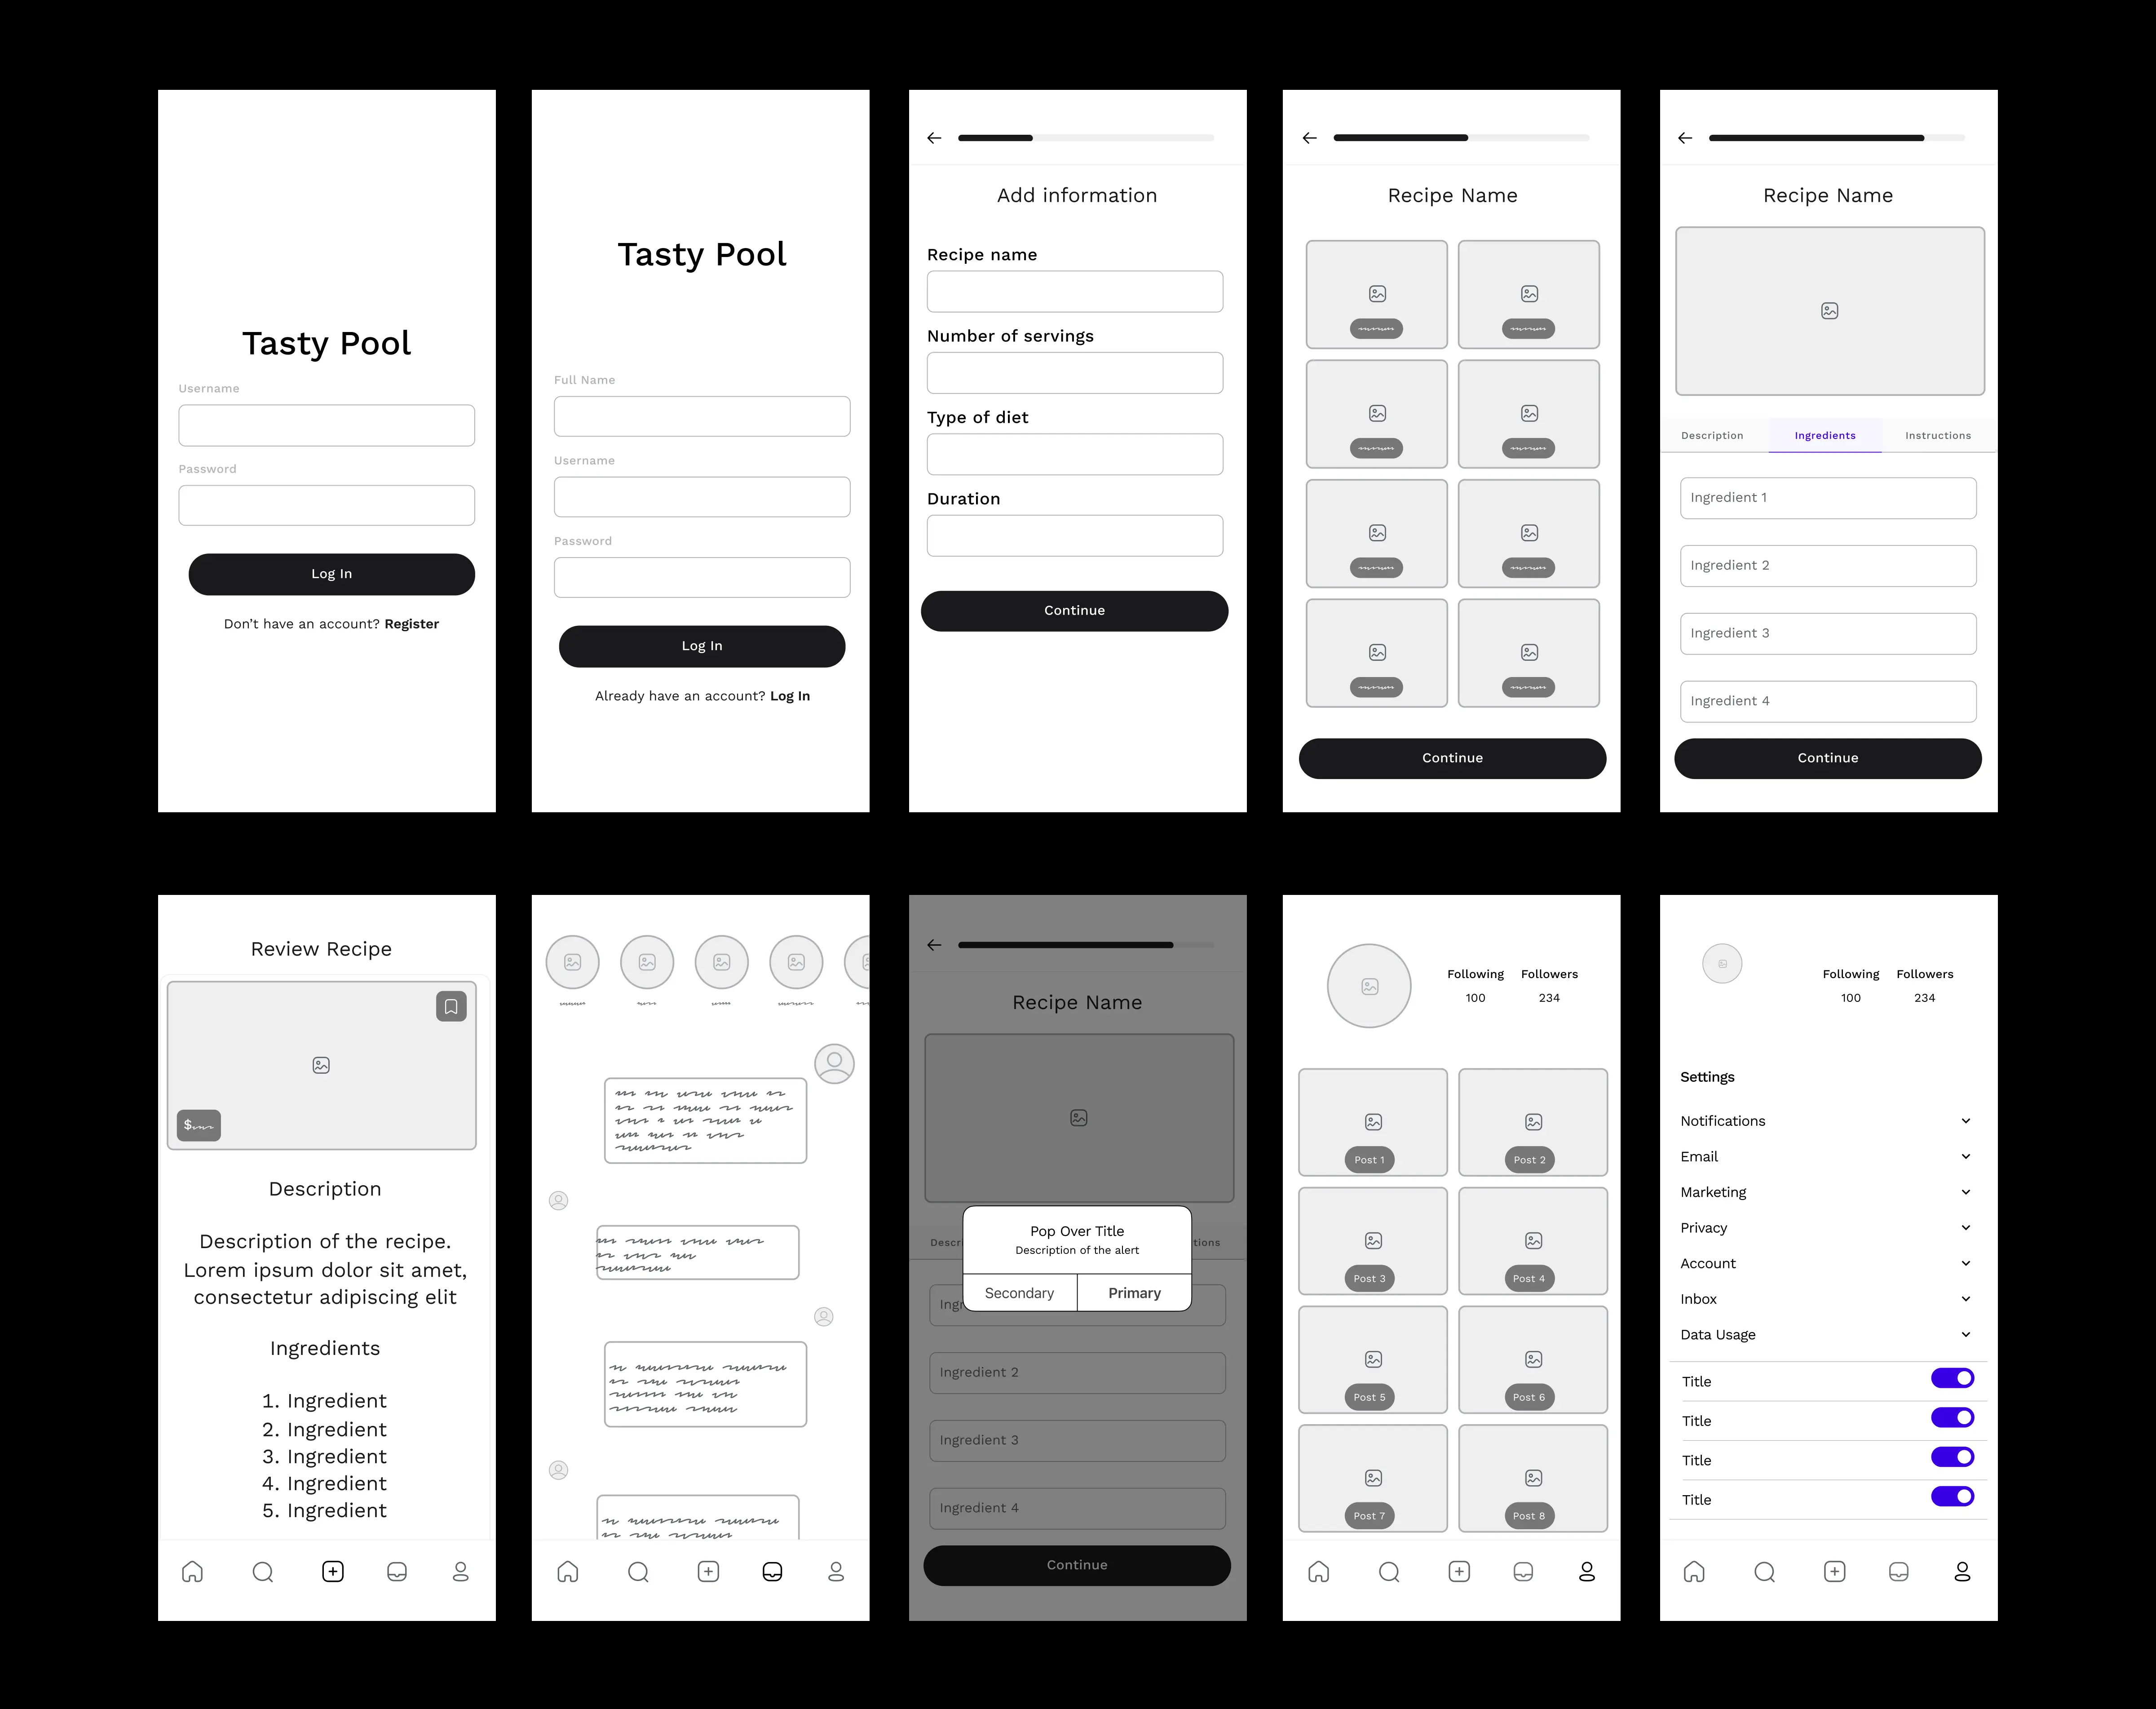 Tasty Pool
Username
Password
Log In
Don’t have an account? Register
Tasty Pool
Full Name
Username
Password
Log In
Already have an account? Log In
Add information
Recipe name
Number of servings
Type of diet
Duration
Continue
Recipe Name
Continue
Recipe Name
Description Ingredients Instructions
Ingredient 1
Ingredient 2
Ingredient 3
Ingredient 4
Continue
Review Recipe
$
Description
Description of the recipe.
Lorem ipsum dolor sit amet,
consectetur adipiscing elit
Ingredients
1. Ingredient
2. Ingredient
3. Ingredient
4. Ingredient
5. Ingredient
Recipe Name
Pop Over Title
Descri Description of the alert tions
Secondary Primary
Ingr
Ingredient 2
Ingredient 3
Ingredient 4
Continue
Following Followers
100 234
Post 1 Post 2
Post 3 Post 4
Post 5 Post 6
Post 7 Post 8
Following Followers
100 234
Settings
Notifications
Email
Marketing
Privacy
Account
Inbox
Data Usage
Title
Title
Title
Title